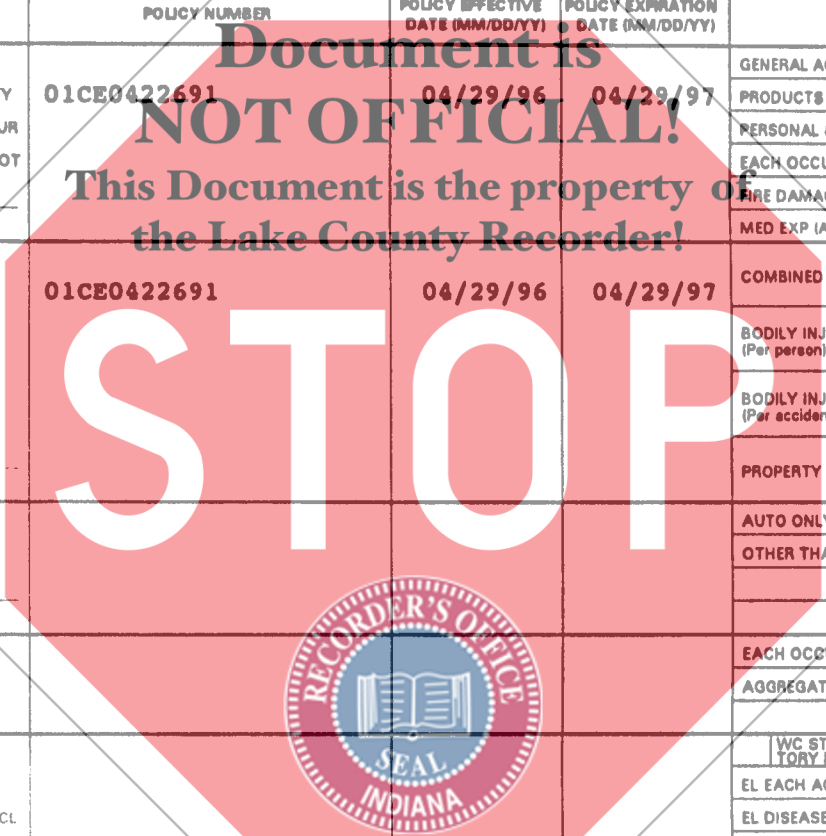 POLICY NUMBER
POLICY EFFECTIVE
DATE (MM/DD/YY)
POLICY EXPIRATION
DATE (MM/DD/YY)
Document is
NOT OFFICIAL!
This Document is the property of
the Lake County Recorder!
GENERAL
01CE0422691 04/29/96 04/29/97
PRODUCTS
PERSONAL
EACH OCCU
FIRE DAMA
MED EXP (A
01CE0422691 04/29/96 04/29/97
COMBINED
BODILY INJ
(Per person)
BODILY INJ
(Per acciden
PROPERTY
STOP
AUTO ONLY
OTHER THA
EACH OCC
AGGREGAT
WC ST
TORY
EL EACH
EL DISEASE
RECORDER'S OFFICE
SEAL
INDIANA